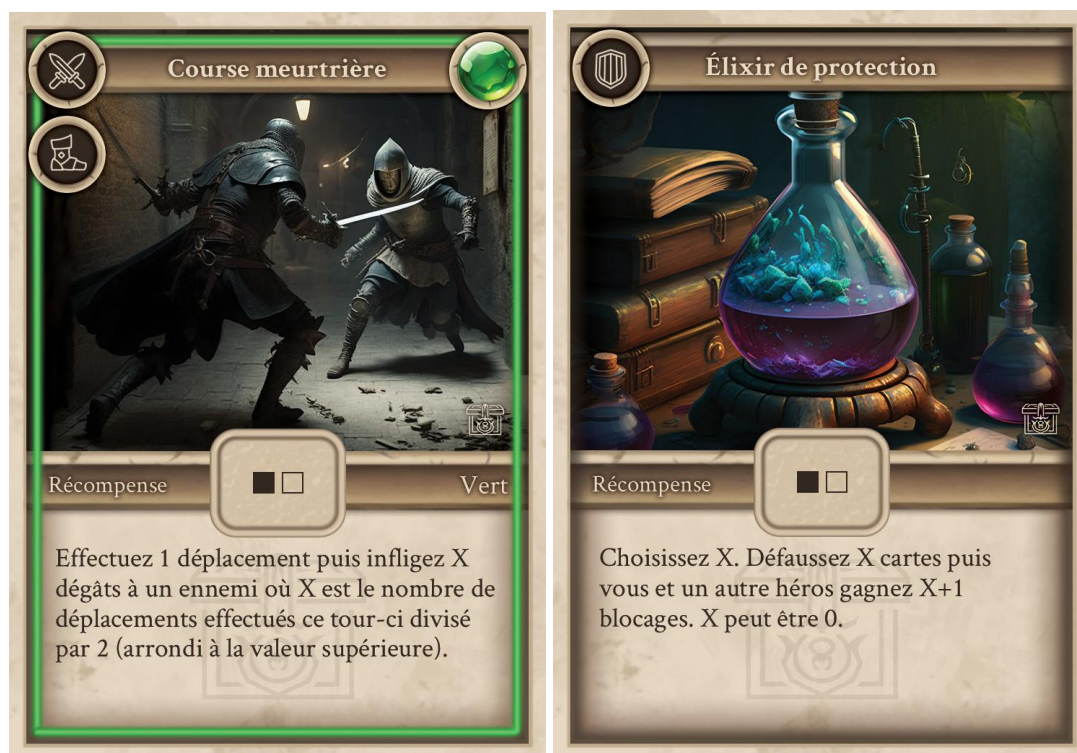 Course meurtrière
Récompense
Vert
Effectuez 1 déplacement puis infligez X
dégâts à un ennemi où X est le nombre de
déplacements effectués ce tour-ci divisé
par 2 (arrondi à la valeur supérieure).
Élixir de protection
Récompense
Choisissez X. Défaussez X cartes puis
vous et un autre héros gagnez X+1
blocages. X peut être 0.